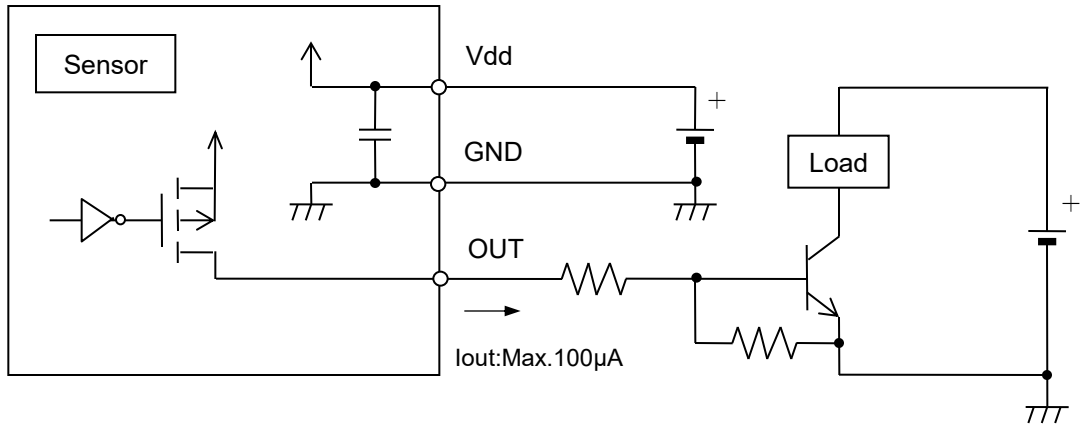 Sensor
Vdd
+
GND
Load
+
OUT
Iout:Max.100µA